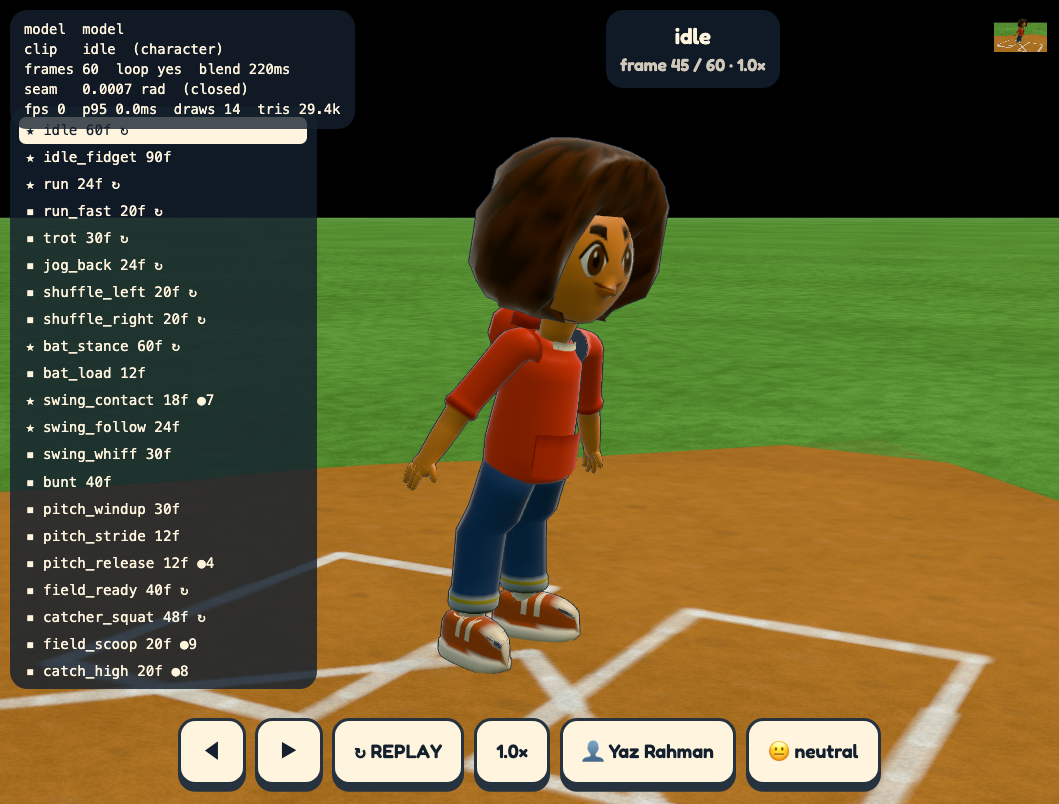 model  model
clip   idle  (character)
frames 60  loop yes  blend 220ms
seam   0.0007 rad  (closed)
fps 0  p95 0.0ms  draws 14  tris 29.4k
idle
frame 45 / 60 · 1.0×
★ idle 60f ↻
★ idle_fidget 90f
★ run 24f ↻
▪ run_fast 20f ↻
▪ trot 30f ↻
▪ jog_back 24f ↻
▪ shuffle_left 20f ↻
▪ shuffle_right 20f ↻
★ bat_stance 60f ↻
▪ bat_load 12f
★ swing_contact 18f ●7
★ swing_follow 24f
▪ swing_whiff 30f
▪ bunt 40f
▪ pitch_windup 30f
▪ pitch_stride 12f
▪ pitch_release 12f ●4
▪ field_ready 40f ↻
▪ catcher_squat 48f ↻
▪ field_scoop 20f ●9
▪ catch_high 20f ●8
◀ ▶ ↻ REPLAY 1.0× 👤 Yaz Rahman 😐 neutral